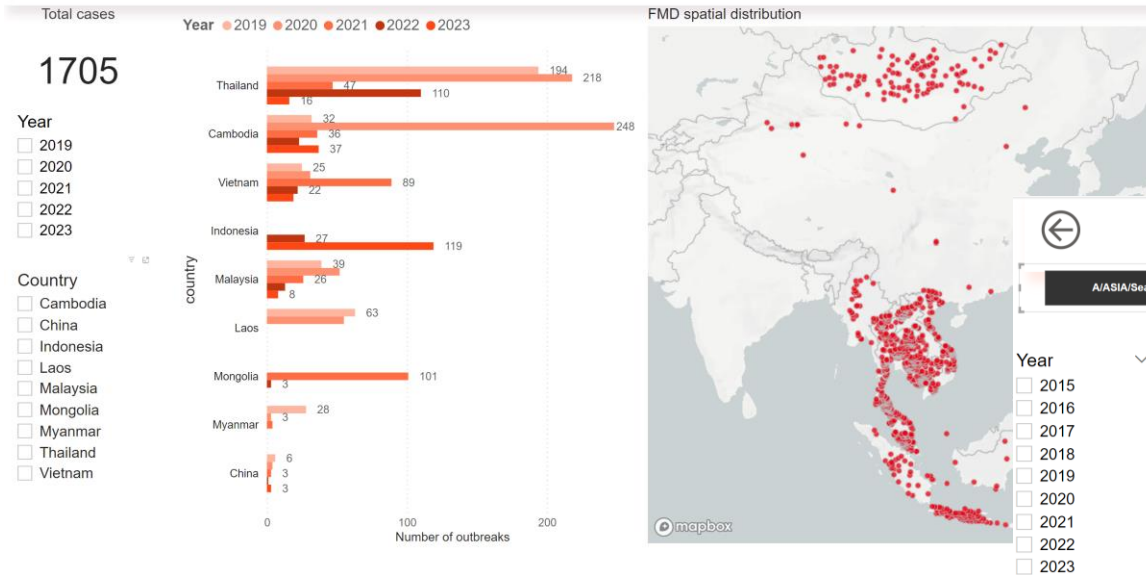 Total cases
1705
Year
2019
2020
2021
2022
2023
Country
Cambodia
China
Indonesia
Laos
Malaysia
Mongolia
Myanmar
Thailand
Vietnam
Year 2019 2020 2021 2022 2023
country
Thailand
194
218
47
110
16
Cambodia
32
248
36
37
Vietnam
25
89
22
Indonesia
27
119
Malaysia
39
26
8
Laos
63
Mongolia
101
3
Myanmar
28
3
China
6
3
3
0 100 200
Number of outbreaks
FMD spatial distribution
mapbox
A/ASIA/Sea
Year
2015
2016
2017
2018
2019
2020
2021
2022
2023